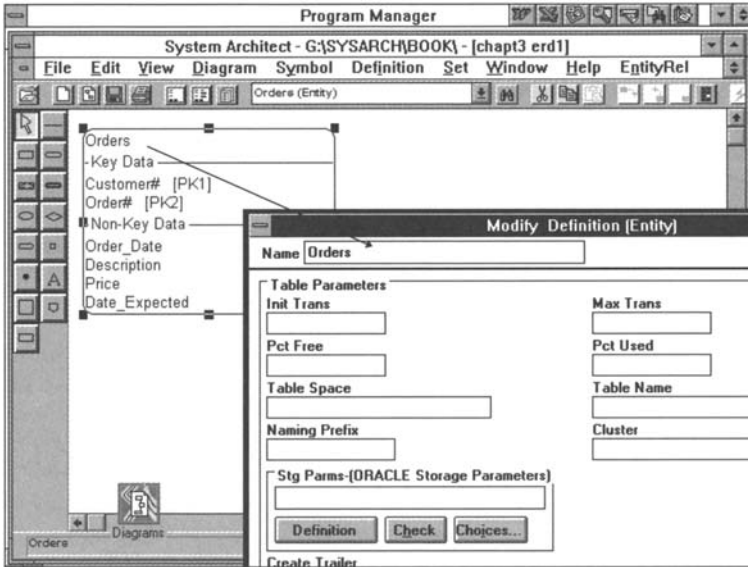 Program Manager
System Architect - G:\SYSARCH\BOOK\ - [chapt3 erd1]
File Edit View Diagram Symbol Definition Set Window Help EntityRel
Orders (Entity)
A
Orders
Key Data
Customer# [PK1]
Order# [PK2]
Non-Key Data
Order_Date
Description
Price
Date_Expected
Modify Definition (Entity)
Name Orders
Table Parameters
Init Trans Max Trans
Pct Free Pct Used
Table Space Table Name
Naming Prefix Cluster
Stg Parms-(ORACLE Storage Parameters)
Definition Check Choices...
Create Trailer
Diagrams
Orders